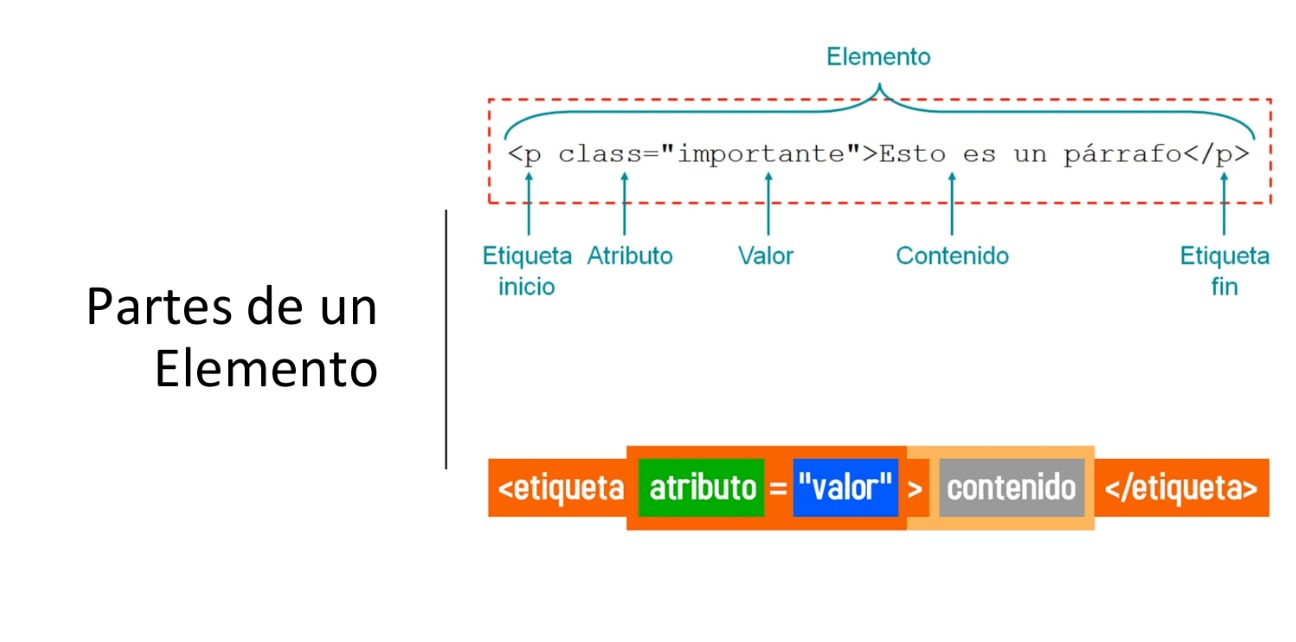 Partes de un
Elemento
Elemento
<p class="importante">Esto es un párrafo</p>
Etiqueta inicio
Atributo
Valor
Contenido
Etiqueta fin
<etiqueta atributo = "valor" > contenido </etiqueta>